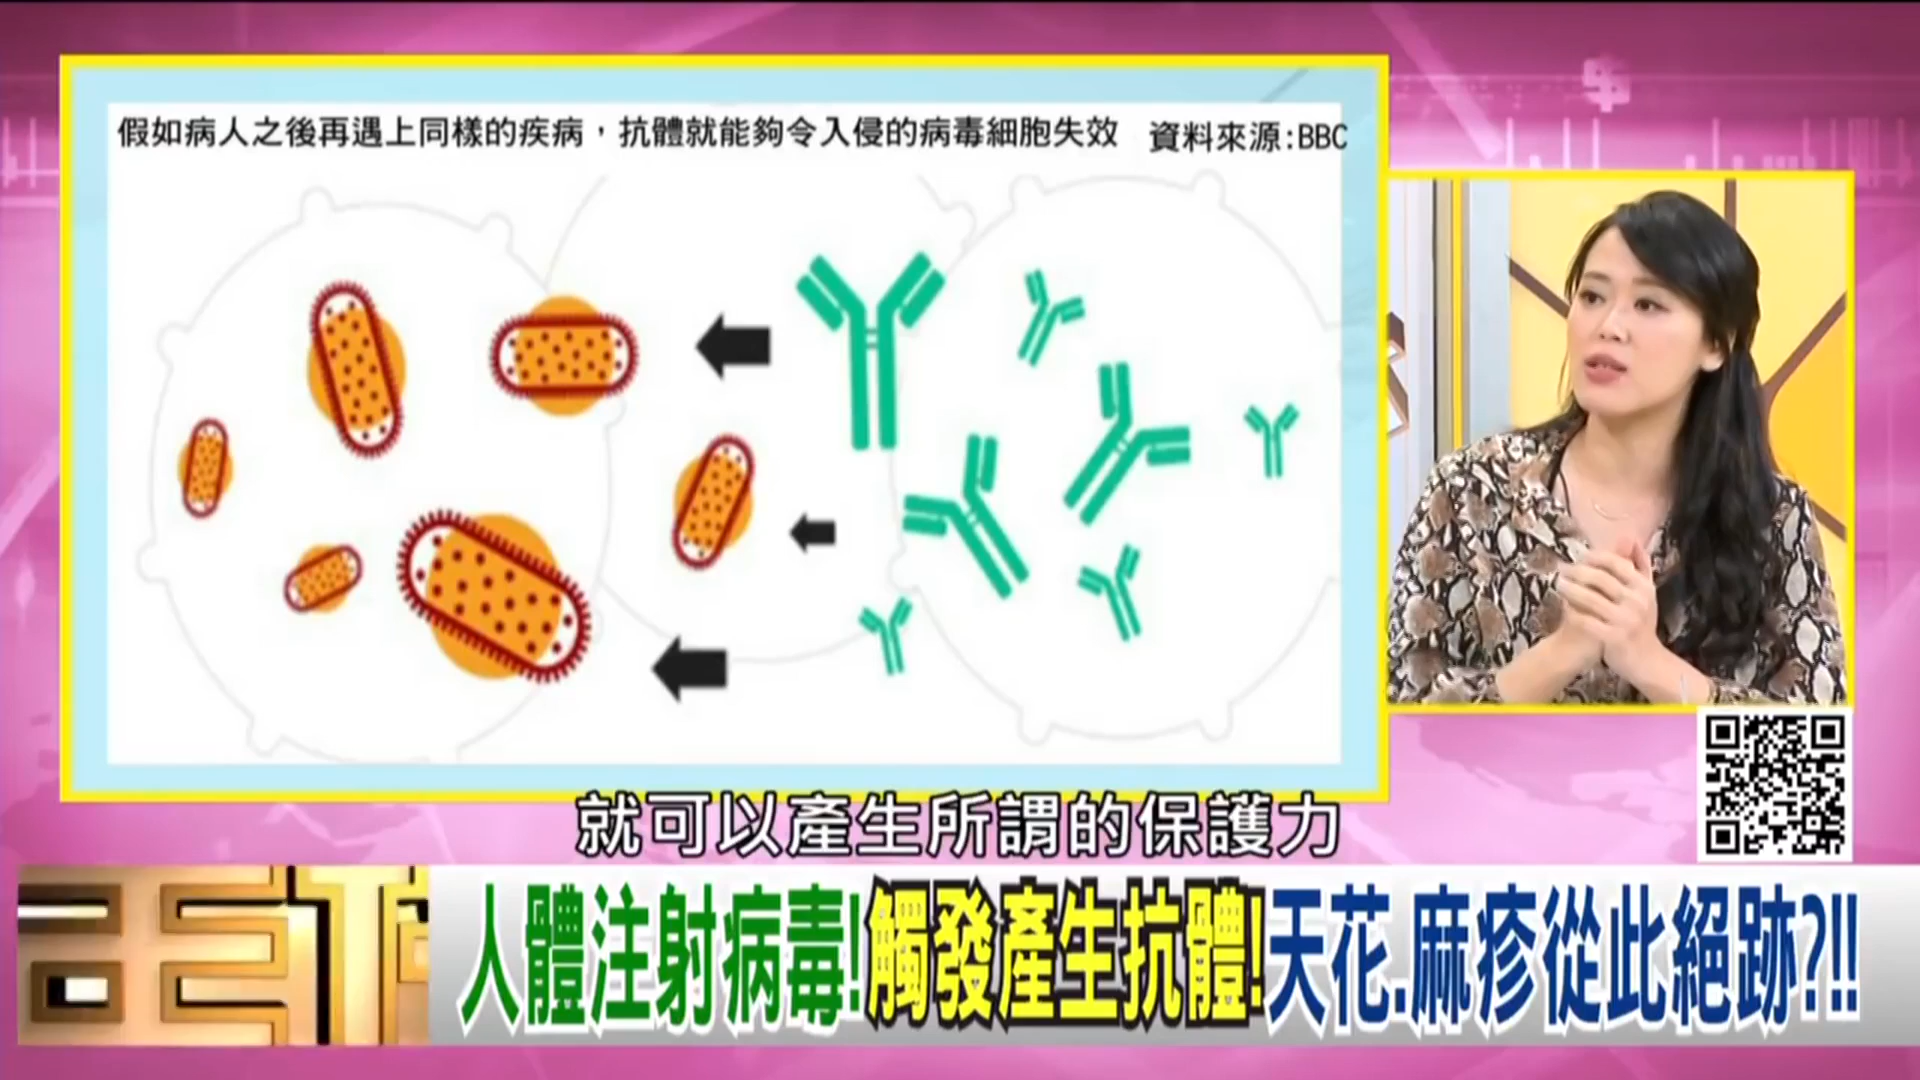 假如病人之後再遇上同樣的疾病，抗體就能夠令入侵的病毒細胞失效
資料來源:BBC
就可以產生所謂的保護力
人體注射病毒!觸發產生抗體!天花.麻疹從此絕跡?!!